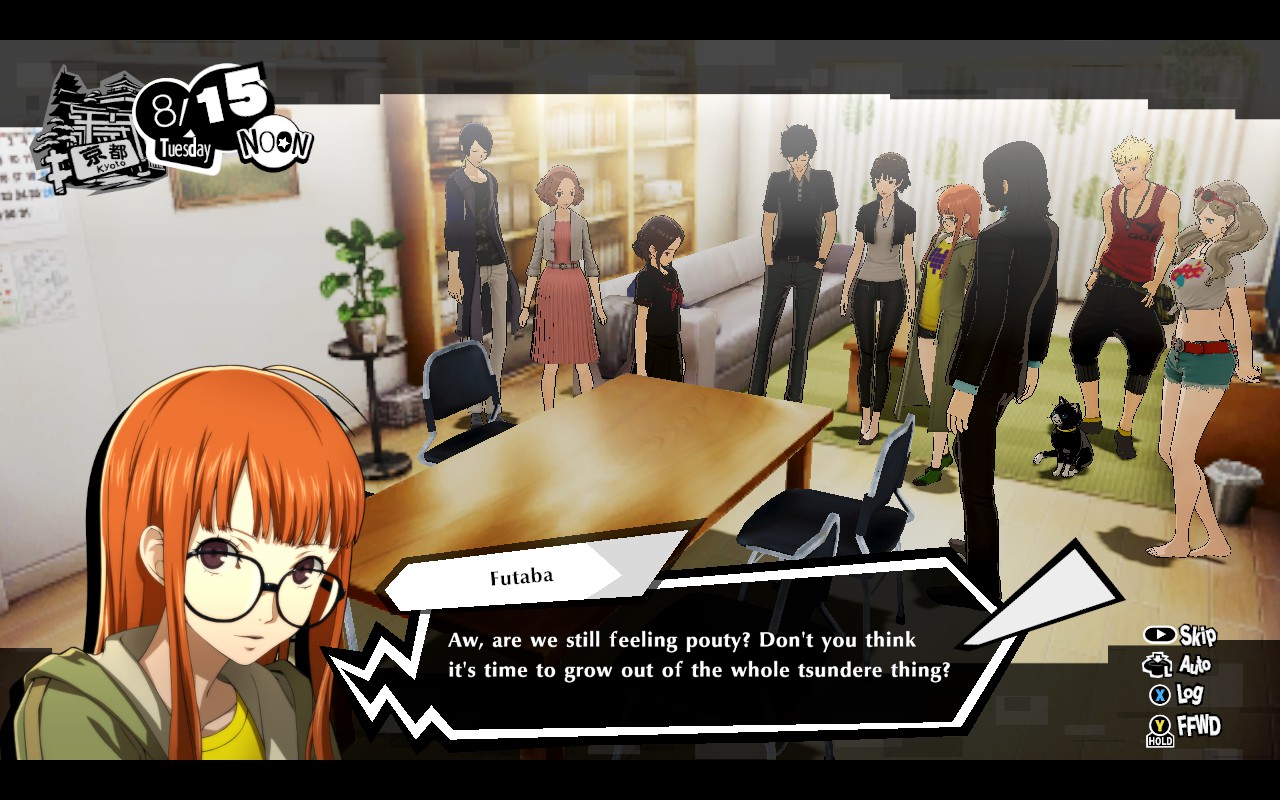 8/15
Tuesday
NOON
京都
Kyoto
Futaba
Aw, are we still feeling pouty? Don't you think
it's time to grow out of the whole tsundere thing?
Skip
Auto
X Log
Y FFWD
HOLD